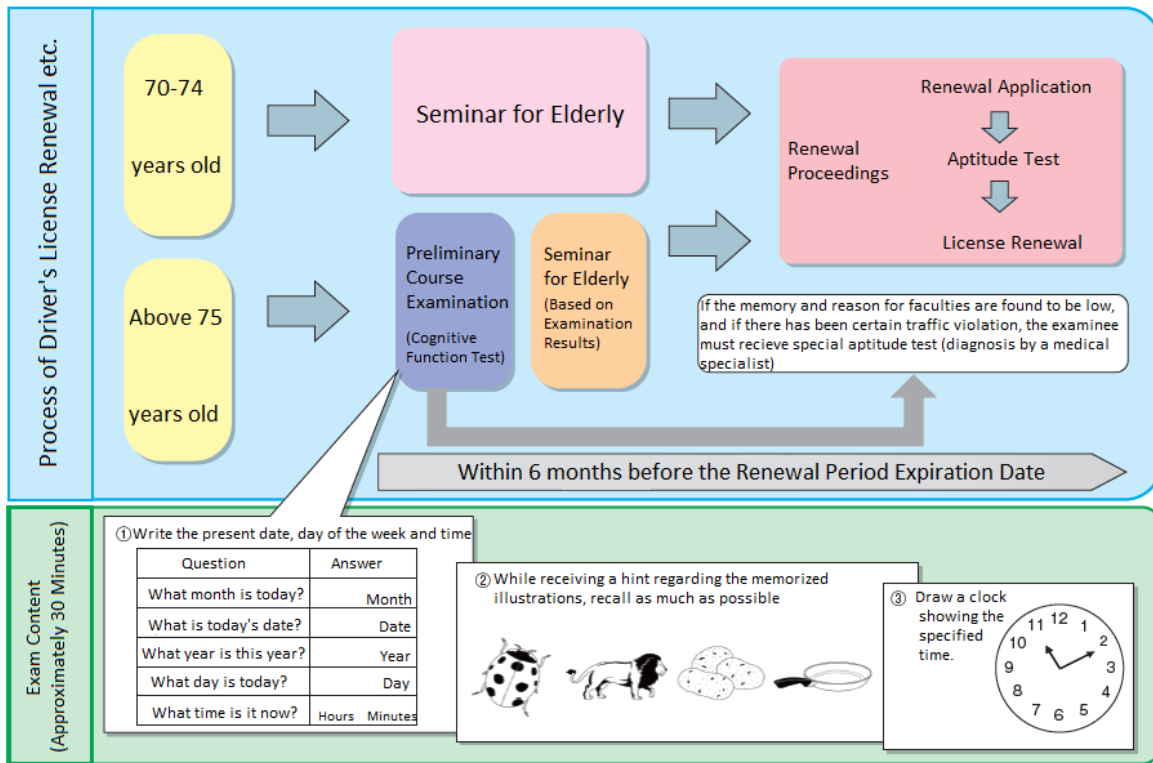 Process of Driver's License Renewal etc.
70-74
years old
Seminar for Elderly
Renewal
Proceedings
Renewal Application
Aptitude Test
License Renewal
Above 75
years old
Preliminary
Course
Examination
(Cognitive
Function Test)
Seminar
for Elderly
(Based on
Examination
Results)
If the memory and reason for faculties are found to be low,
and if there has been certain traffic violation, the examinee
must recieve special aptitude test (diagnosis by a medical
specialist)
Within 6 months before the Renewal Period Expiration Date
Exam Content
(Approximately 30 Minutes)
①Write the present date, day of the week and time
Question Answer
What month is today? Month
What is today's date? Date
What year is this year? Year
What day is today? Day
What time is it now? Hours Minutes
② While receiving a hint regarding the memorized
illustrations, recall as much as possible
③ Draw a clock
showing the
specified
time.
12
1
2
3
4
5
6
7
8
9
10
11